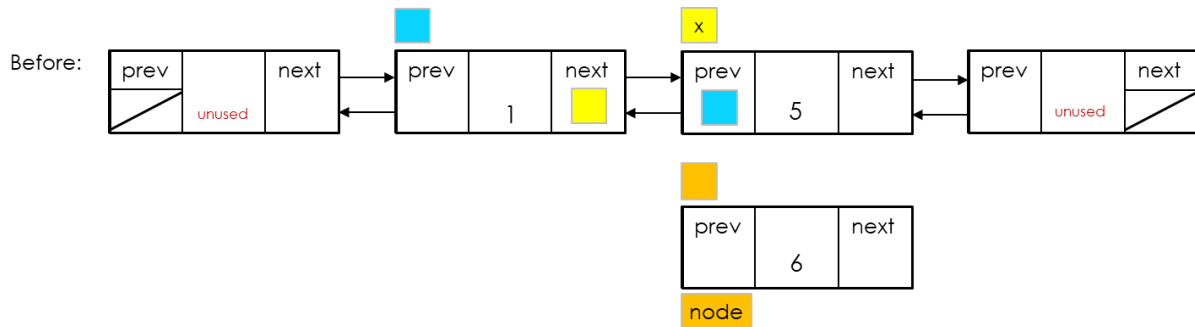 x
Before:
prev next prev next prev next prev next
unused 1 5 unused
prev next
6
node